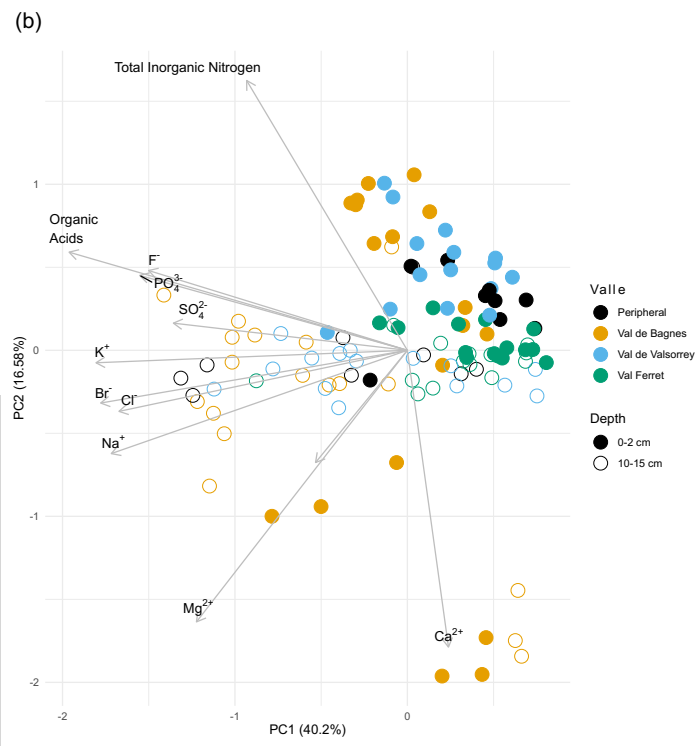 (b)
Total Inorganic Nitrogen
Organic
Acids
F⁻
PO₄³⁻
SO₄²⁻
K⁺
Br⁻
Cl⁻
Na⁺
Mg²⁺
Ca²⁺
1
0
-1
-2
PC2 (16.58%)
-2
-1
0
PC1 (40.2%)
Valle
Peripheral
Val de Bagnes
Val de Valsorrey
Val Ferret
Depth
0-2 cm
10-15 cm